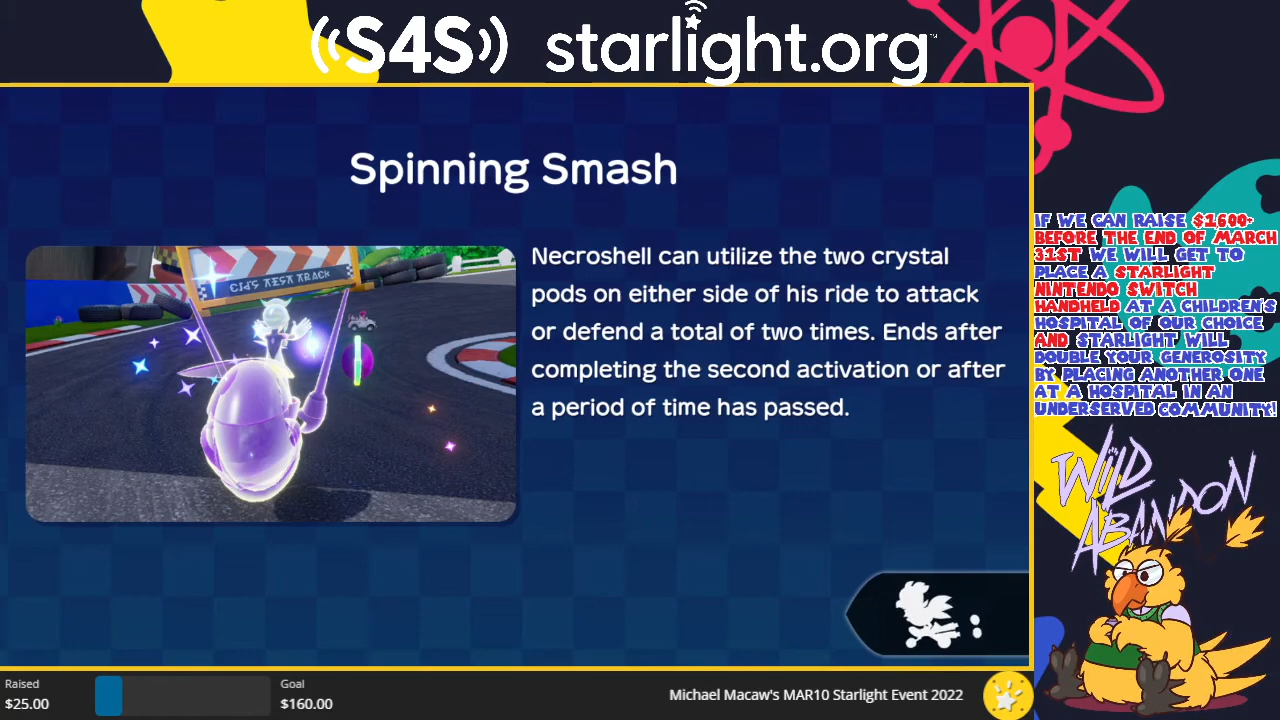 ((S4S)) starlight.org™
Spinning Smash
CID'S TEST TRACK
Necroshell can utilize the two crystal
pods on either side of his ride to attack
or defend a total of two times. Ends after
completing the second activation or after
a period of time has passed.
IF WE CAN RAISE $1600+
BEFORE THE END OF MARCH
31ST WE WILL GET TO
PLACE A STARLIGHT
NINTENDO SWITCH
HANDHELD AT A CHILDREN'S
HOSPITAL OF OUR CHOICE
AND STARLIGHT WILL
DOUBLE YOUR GENEROSITY
BY PLACING ANOTHER ONE
AT A HOSPITAL IN AN
UNDERSERVED COMMUNITY!
WILD
ABANDON
Raised
$25.00
Goal
$160.00
Michael Macaw's MAR10 Starlight Event 2022